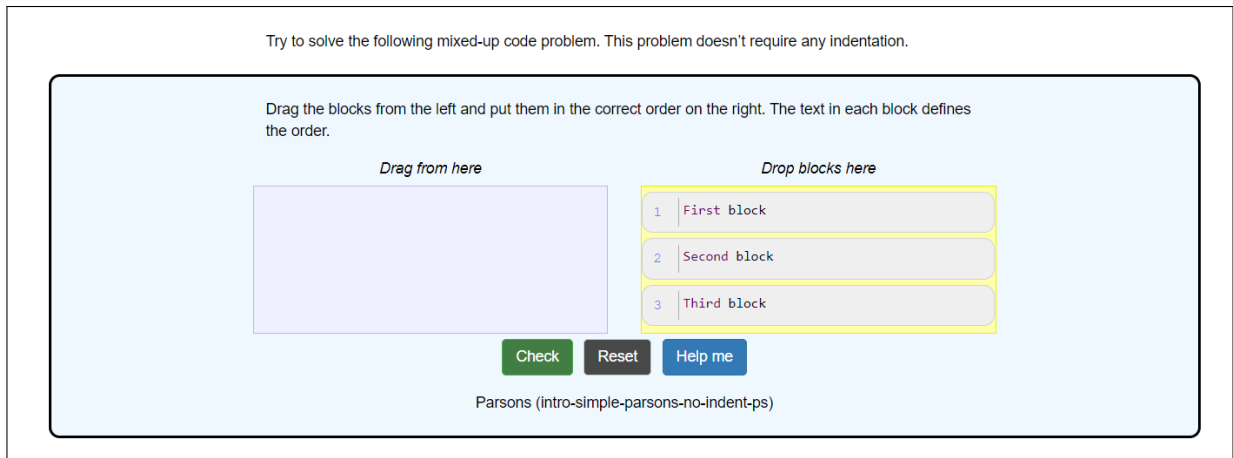 Try to solve the following mixed-up code problem. This problem doesn't require any indentation.
Drag the blocks from the left and put them in the correct order on the right. The text in each block defines
the order.
Drag from here
Drop blocks here
1 First block
2 Second block
3 Third block
Check Reset Help me
Parsons (intro-simple-parsons-no-indent-ps)